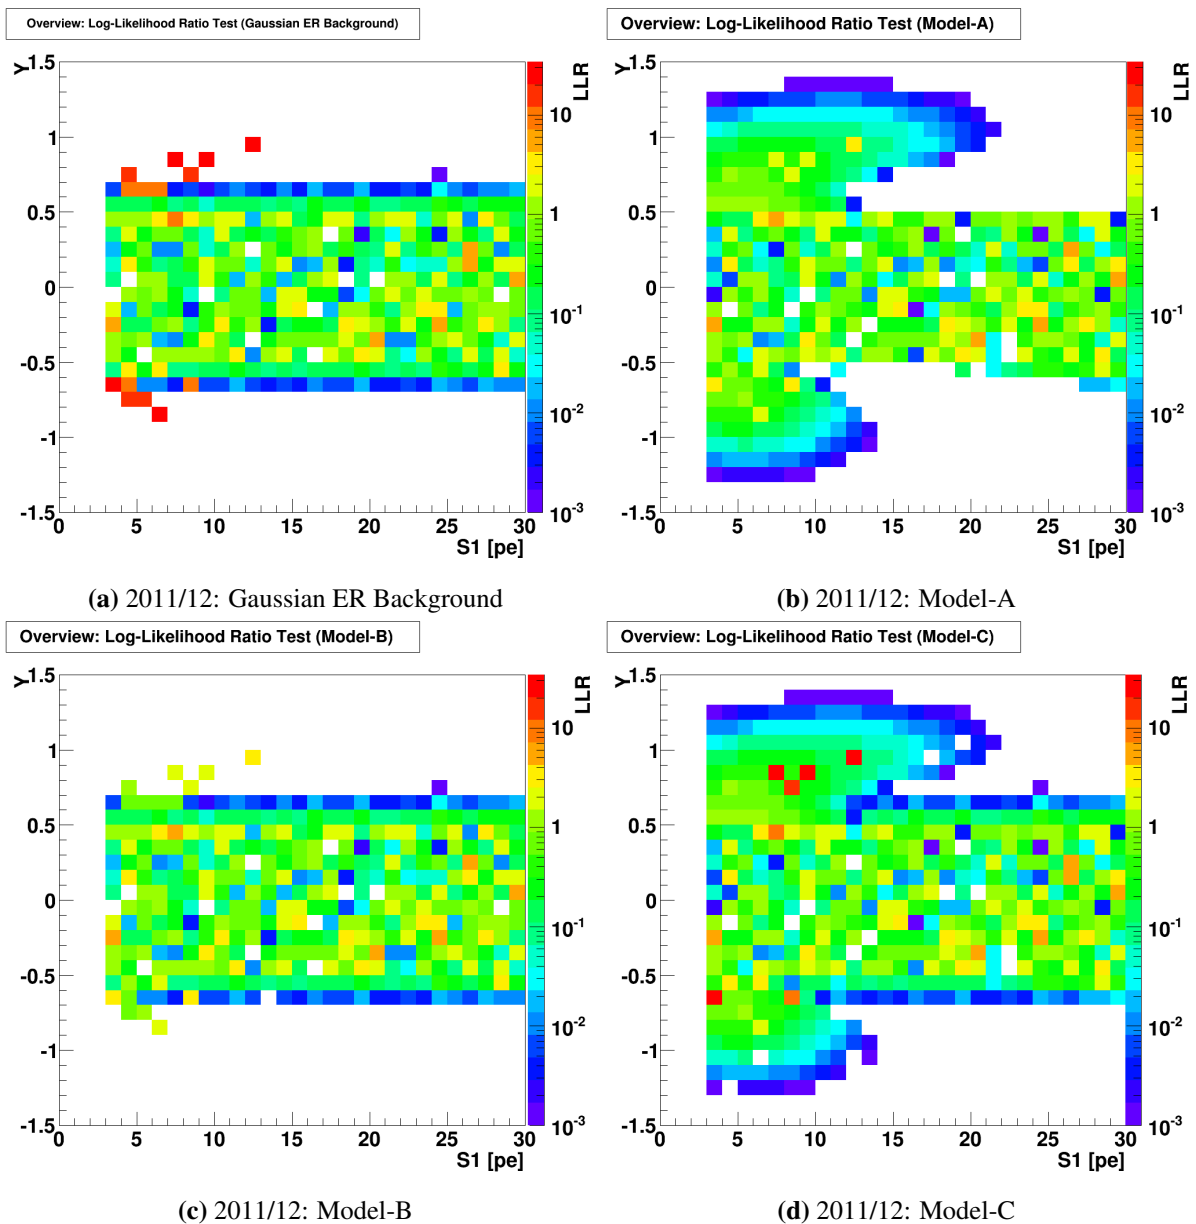 Overview: Log-Likelihood Ratio Test (Gaussian ER Background)
Y
1.5
1
0.5
0
-0.5
-1
-1.5
0 5 10 15 20 25 30
S1 [pe]
LLR
10
1
10⁻¹
10⁻²
10⁻³
(a) 2011/12: Gaussian ER Background
Overview: Log-Likelihood Ratio Test (Model-A)
Y
1.5
1
0.5
0
-0.5
-1
-1.5
0 5 10 15 20 25 30
S1 [pe]
LLR
10
1
10⁻¹
10⁻²
10⁻³
(b) 2011/12: Model-A
Overview: Log-Likelihood Ratio Test (Model-B)
Y
1.5
1
0.5
0
-0.5
-1
-1.5
0 5 10 15 20 25 30
S1 [pe]
LLR
10
1
10⁻¹
10⁻²
10⁻³
(c) 2011/12: Model-B
Overview: Log-Likelihood Ratio Test (Model-C)
Y
1.5
1
0.5
0
-0.5
-1
-1.5
0 5 10 15 20 25 30
S1 [pe]
LLR
10
1
10⁻¹
10⁻²
10⁻³
(d) 2011/12: Model-C